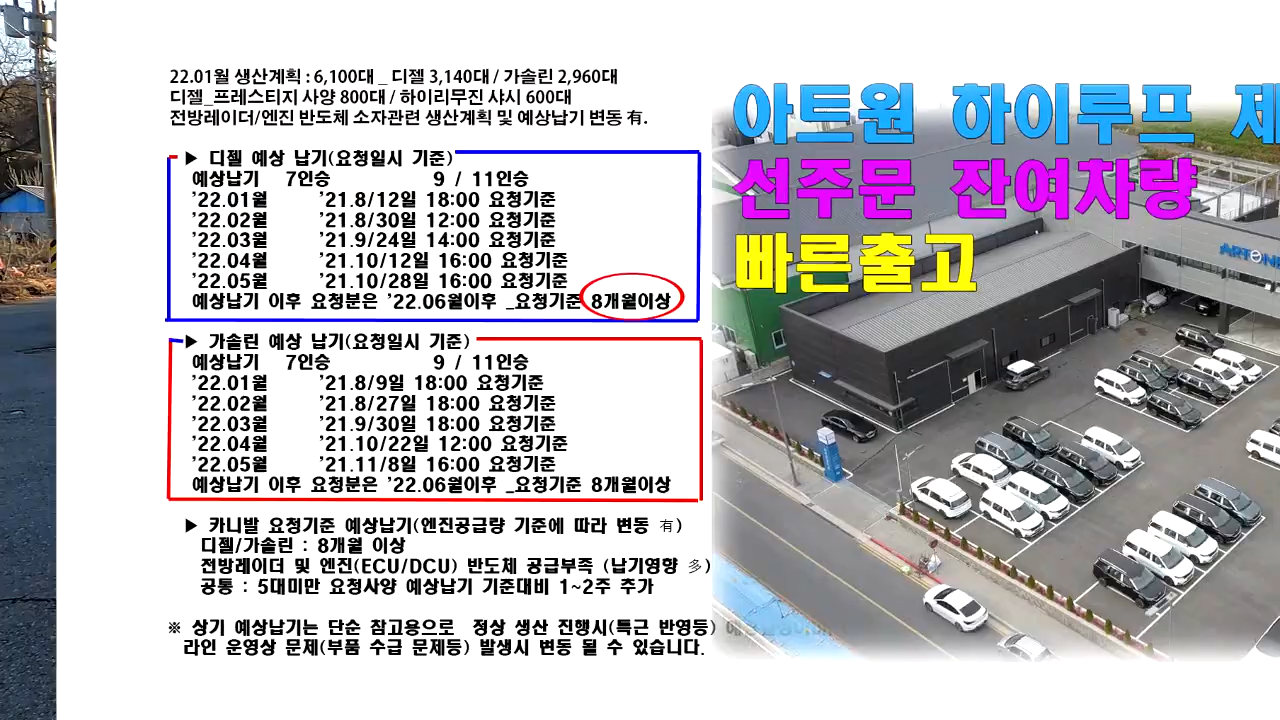 22.01월 생산계획 : 6,100대 _ 디젤 3,140대 / 가솔린 2,960대
디젤_프레스티지 사양 800대 / 하이리무진 샤시 600대
전방레이더/엔진 반도체 소자관련 생산계획 및 예상납기 변동 有.
▶ 디젤 예상 납기(요청일시 기준)
예상납기 7인승 9 / 11인승
'22.01월 '21.8/12일 18:00 요청기준
'22.02월 '21.8/30일 12:00 요청기준
'22.03월 '21.9/24일 14:00 요청기준
'22.04월 '21.10/12일 16:00 요청기준
'22.05월 '21.10/28일 16:00 요청기준
예상납기 이후 요청분은 '22.06월이후 _요청기준 8개월이상
▶ 가솔린 예상 납기(요청일시 기준)
예상납기 7인승 9 / 11인승
'22.01월 '21.8/9일 18:00 요청기준
'22.02월 '21.8/27일 18:00 요청기준
'22.03월 '21.9/30일 18:00 요청기준
'22.04월 '21.10/22일 12:00 요청기준
'22.05월 '21.11/8일 16:00 요청기준
예상납기 이후 요청분은 '22.06월이후 _요청기준 8개월이상
▶ 카니발 요청기준 예상납기(엔진공급량 기준에 따라 변동 有)
디젤/가솔린 : 8개월 이상
전방레이더 및 엔진(ECU/DCU) 반도체 공급부족 (납기영향 多)
공통 : 5대미만 요청사양 예상납기 기준대비 1~2주 추가
※ 상기 예상납기는 단순 참고용으로 정상 생산 진행시(특근 반영등)
라인 운영상 문제(부품 수급 문제등) 발생시 변동 될 수 있습니다.
아트원 하이루프 제
선주문 잔여차량
빠른출고
ARTONE